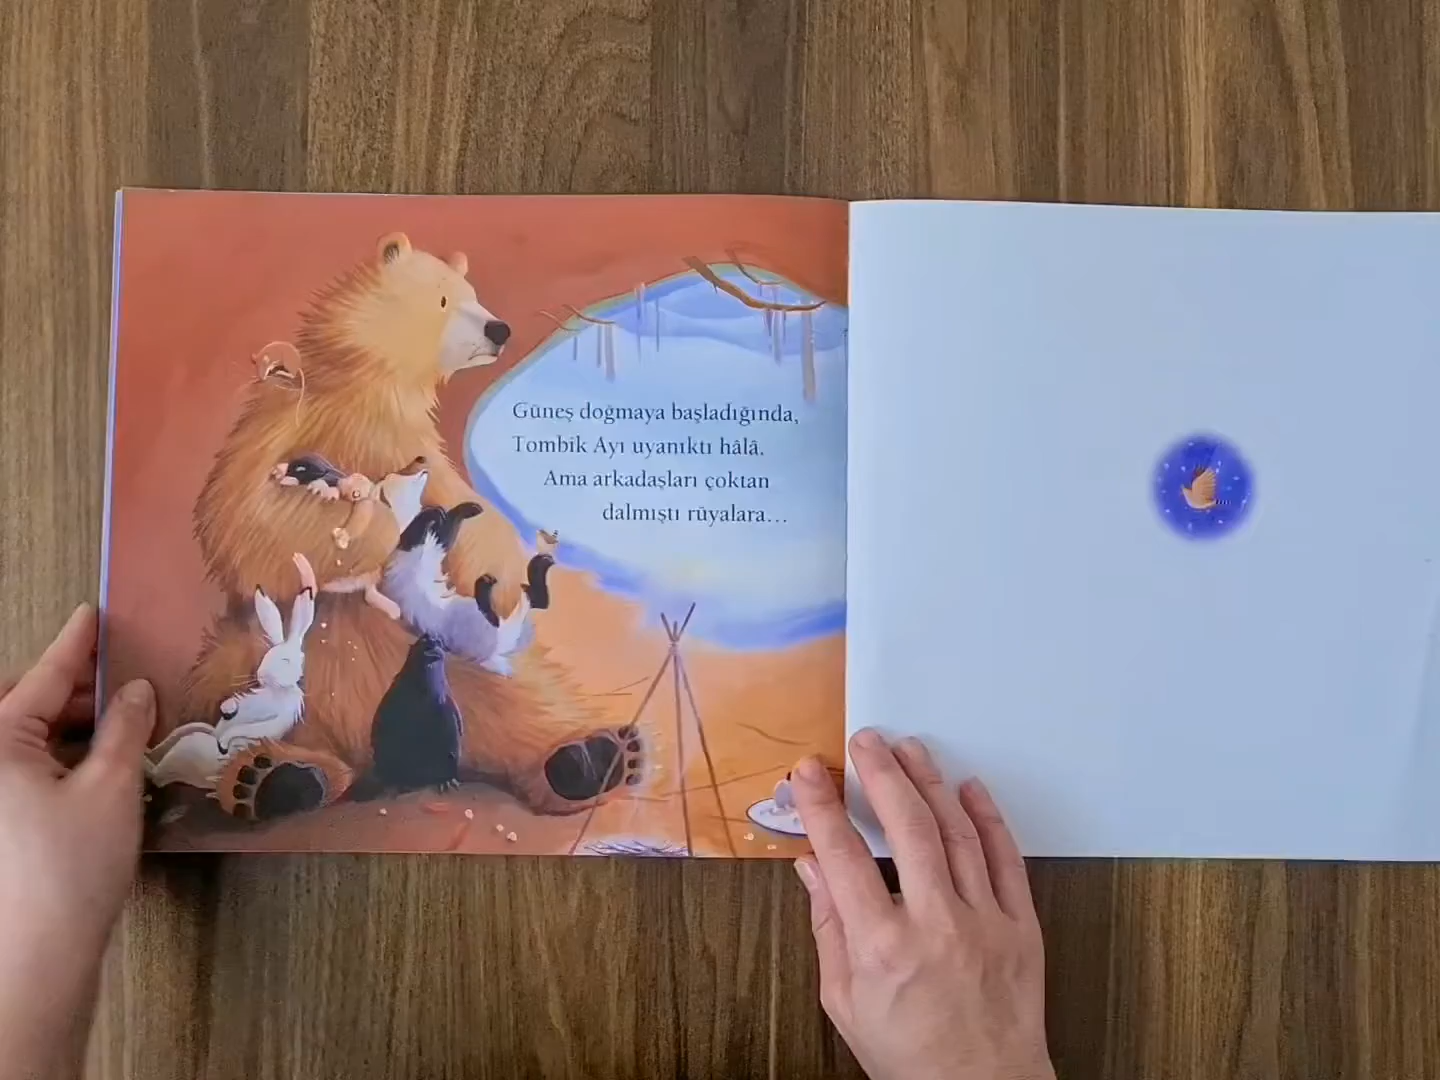 Güneş doğmaya başladığında,
Tombik Ayı uyanıktı hâlâ.
Ama arkadaşları çoktan
dalmıştı rüyalara...